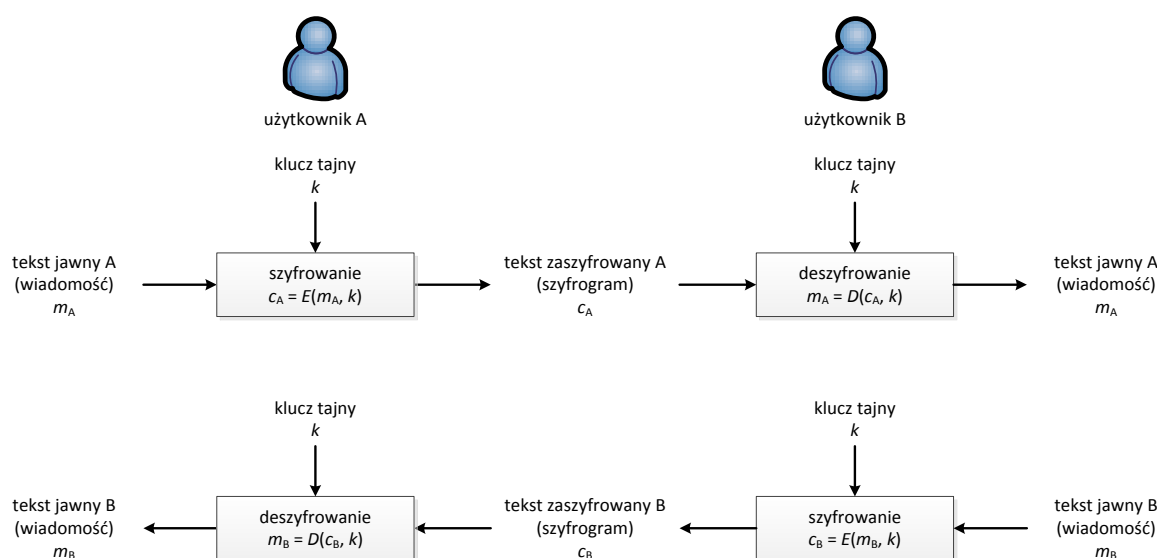 użytkownik A
użytkownik B
klucz tajny
k
klucz tajny
k
tekst jawny A
(wiadomość)
mA
szyfrowanie
cA = E(mA, k)
tekst zaszyfrowany A
(szyfrogram)
cA
deszyfrowanie
mA = D(cA, k)
tekst jawny A
(wiadomość)
mA
klucz tajny
k
klucz tajny
k
tekst jawny B
(wiadomość)
mB
deszyfrowanie
mB = D(cB, k)
tekst zaszyfrowany B
(szyfrogram)
cB
szyfrowanie
cB = E(mB, k)
tekst jawny B
(wiadomość)
mB